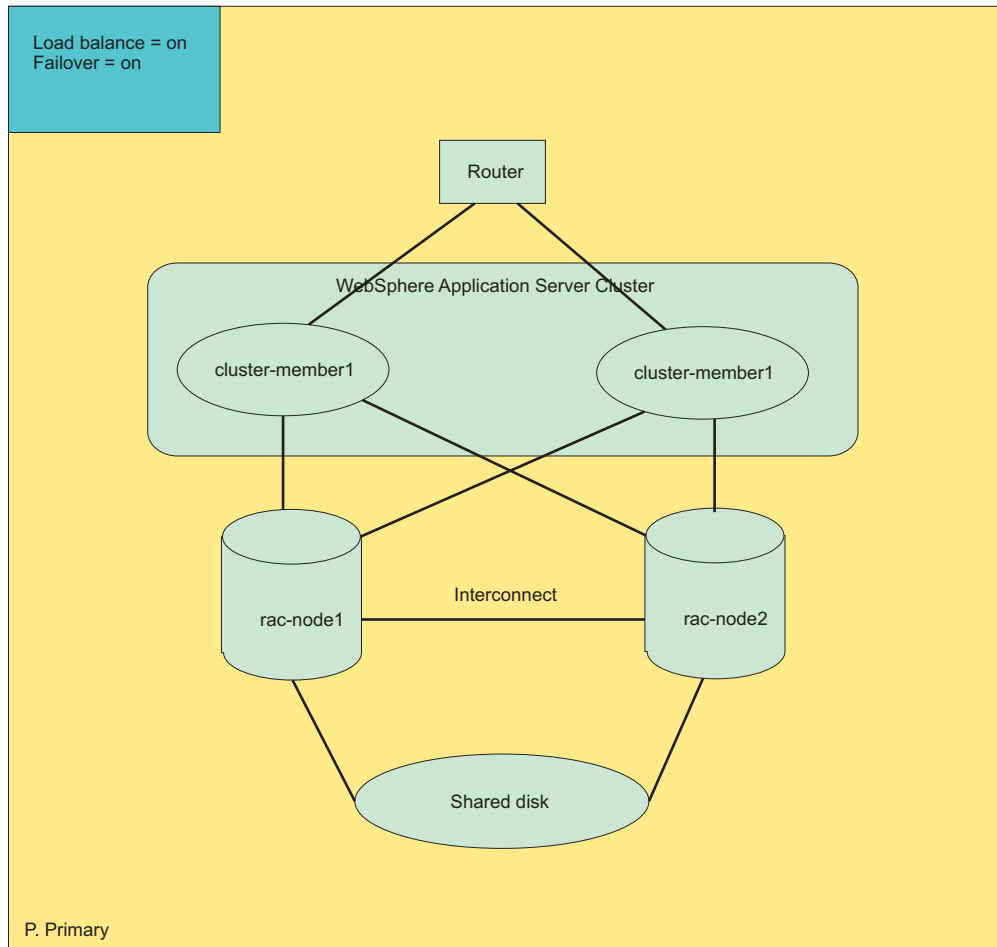 Load balance = on
Failover = on
Router
WebSphere Application Server Cluster
cluster-member1
cluster-member1
Interconnect
rac-node1
rac-node2
Shared disk
P. Primary